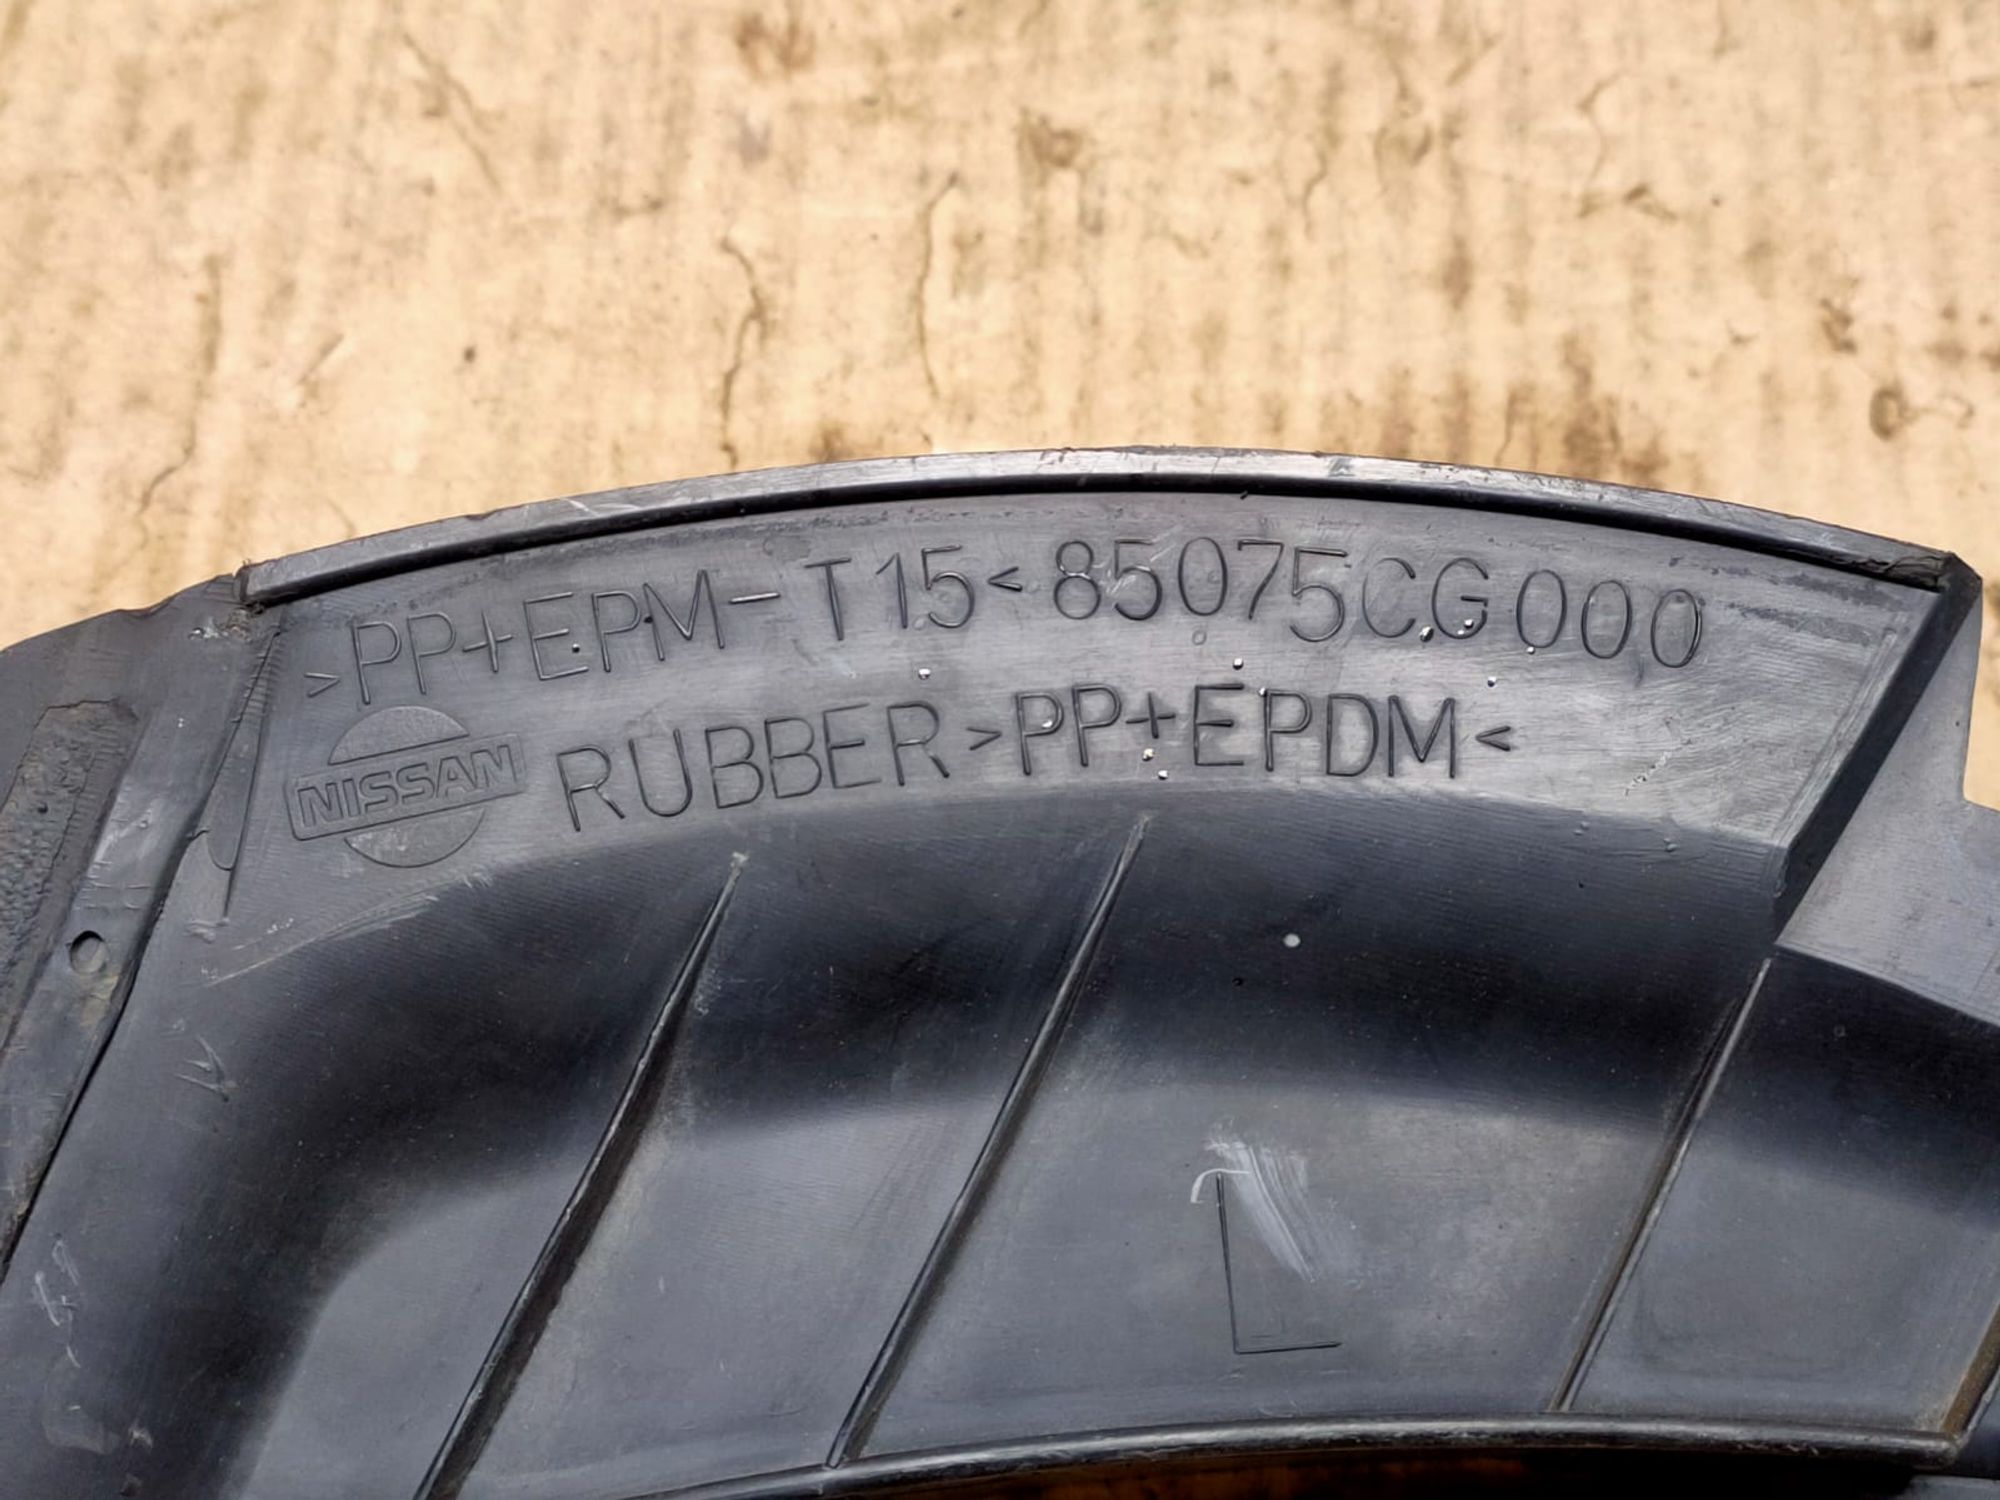 >PP+EPM-T15< 85075CG000
NISSAN RUBBER >PP+EPDM<
L